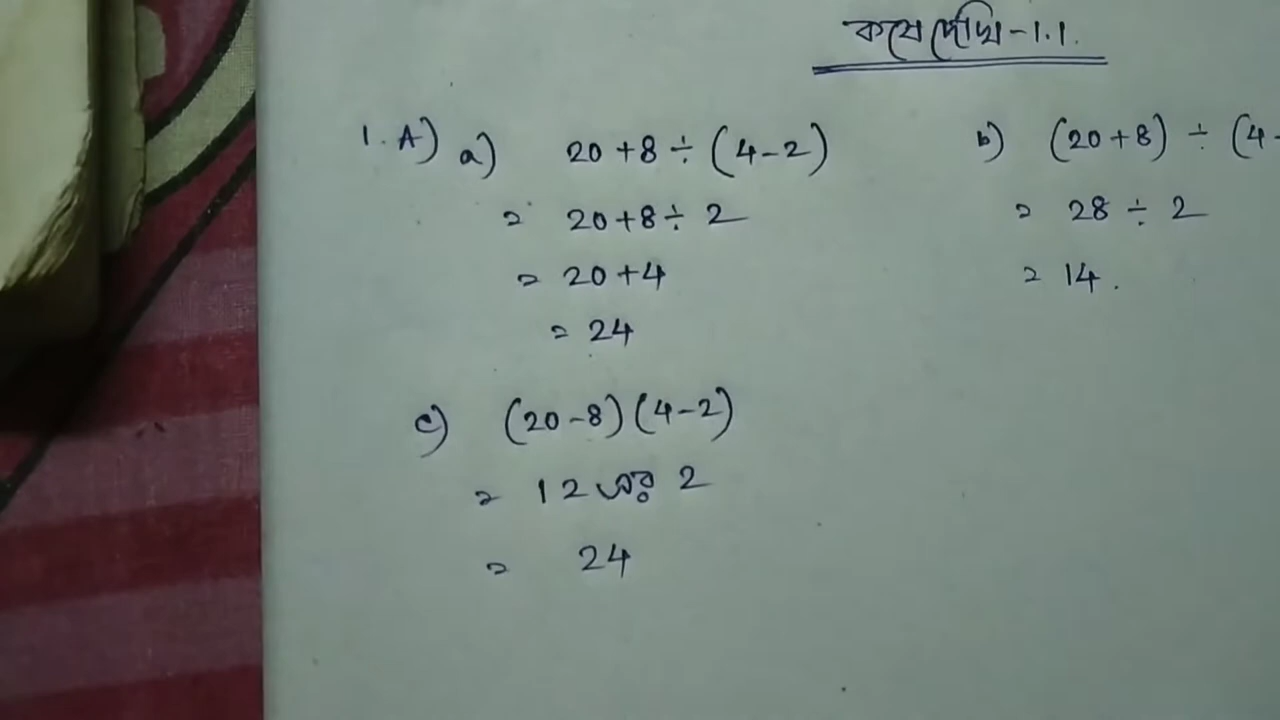 কষে দেখি - 1.1.
1. A) a) 20 + 8 ÷ (4 - 2)
= 20 + 8 ÷ 2
= 20 + 4
= 24
b) (20 + 8) ÷ (4 -
= 28 ÷ 2
= 14.
c) (20 - 8) (4 - 2)
= 12 এর 2
= 24